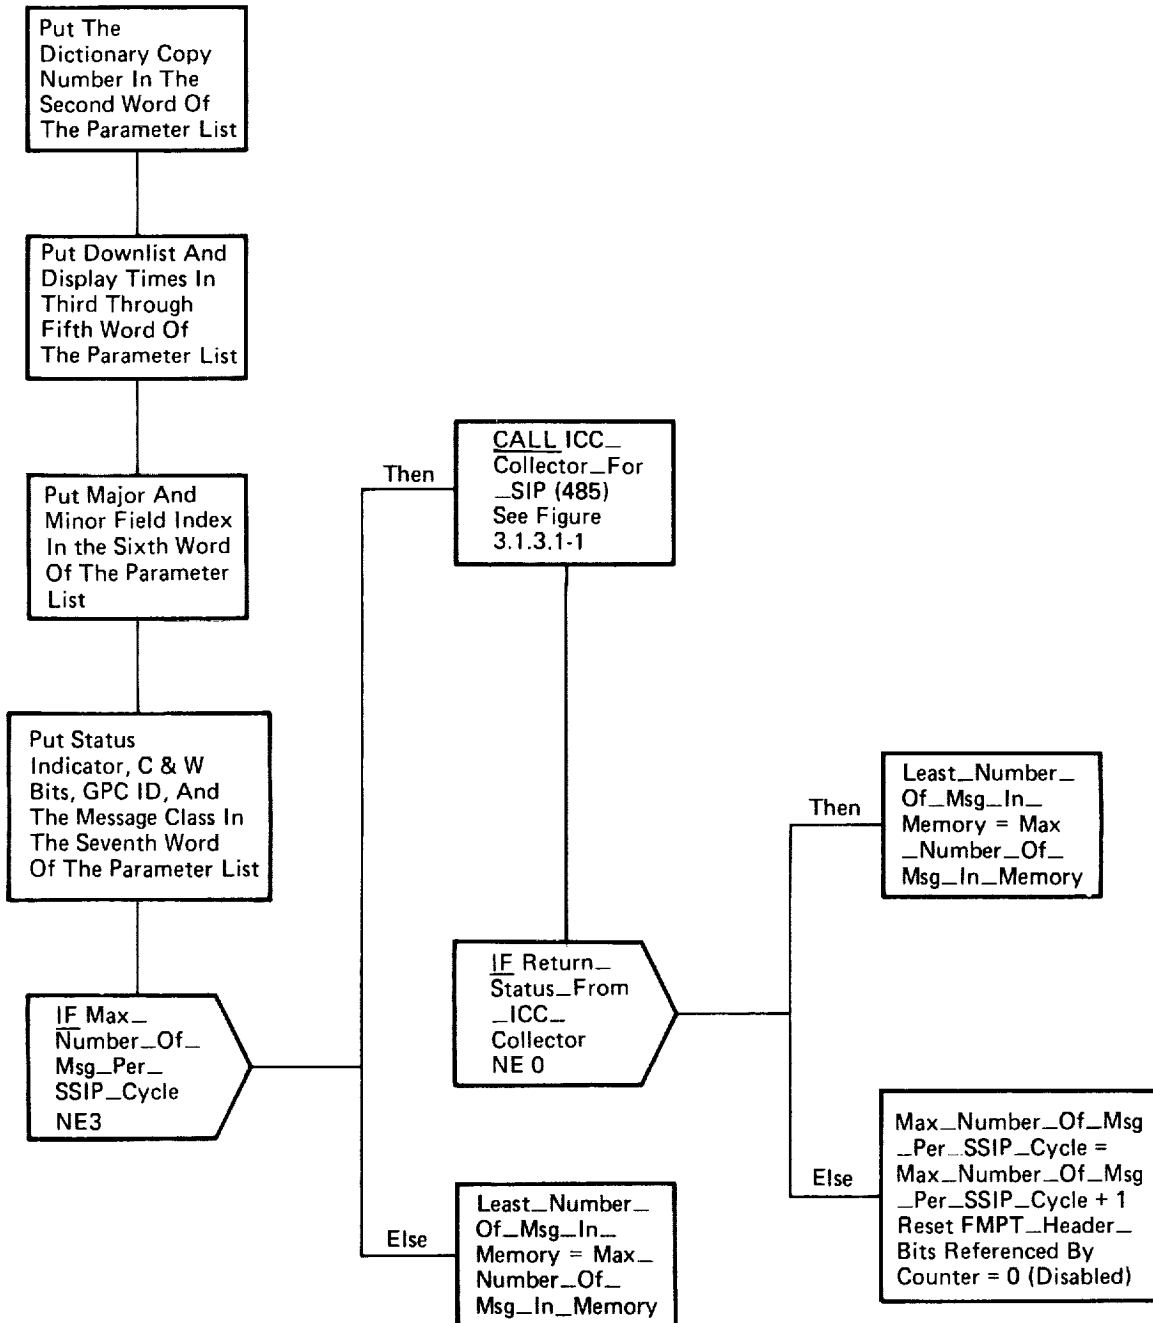 Put The
Dictionary Copy
Number In The
Second Word Of
The Parameter List
Put Downlist And
Display Times In
Third Through
Fifth Word Of
The Parameter List
Put Major And
Minor Field Index
In the Sixth Word
Of The Parameter
List
Put Status
Indicator, C & W
Bits, GPC ID, And
The Message Class In
The Seventh Word
Of The Parameter List
IF Max_
Number_Of_
Msg_Per_
SSIP_Cycle
NE3
Then
CALL ICC_
Collector_For
_SIP (485)
See Figure
3.1.3.1-1
IF Return_
Status_From
_ICC_
Collector
NE 0
Then
Least_Number_
Of_Msg_In_
Memory = Max
_Number_Of_
Msg_In_Memory
Else
Max_Number_Of_Msg
_Per_SSIP_Cycle =
Max_Number_Of_Msg
_Per_SSIP_Cycle + 1
Reset FMPT_Header_
Bits Referenced By
Counter = 0 (Disabled)
Else
Least_Number_
Of_Msg_In_
Memory = Max_
Number_Of_
Msg_In_Memory